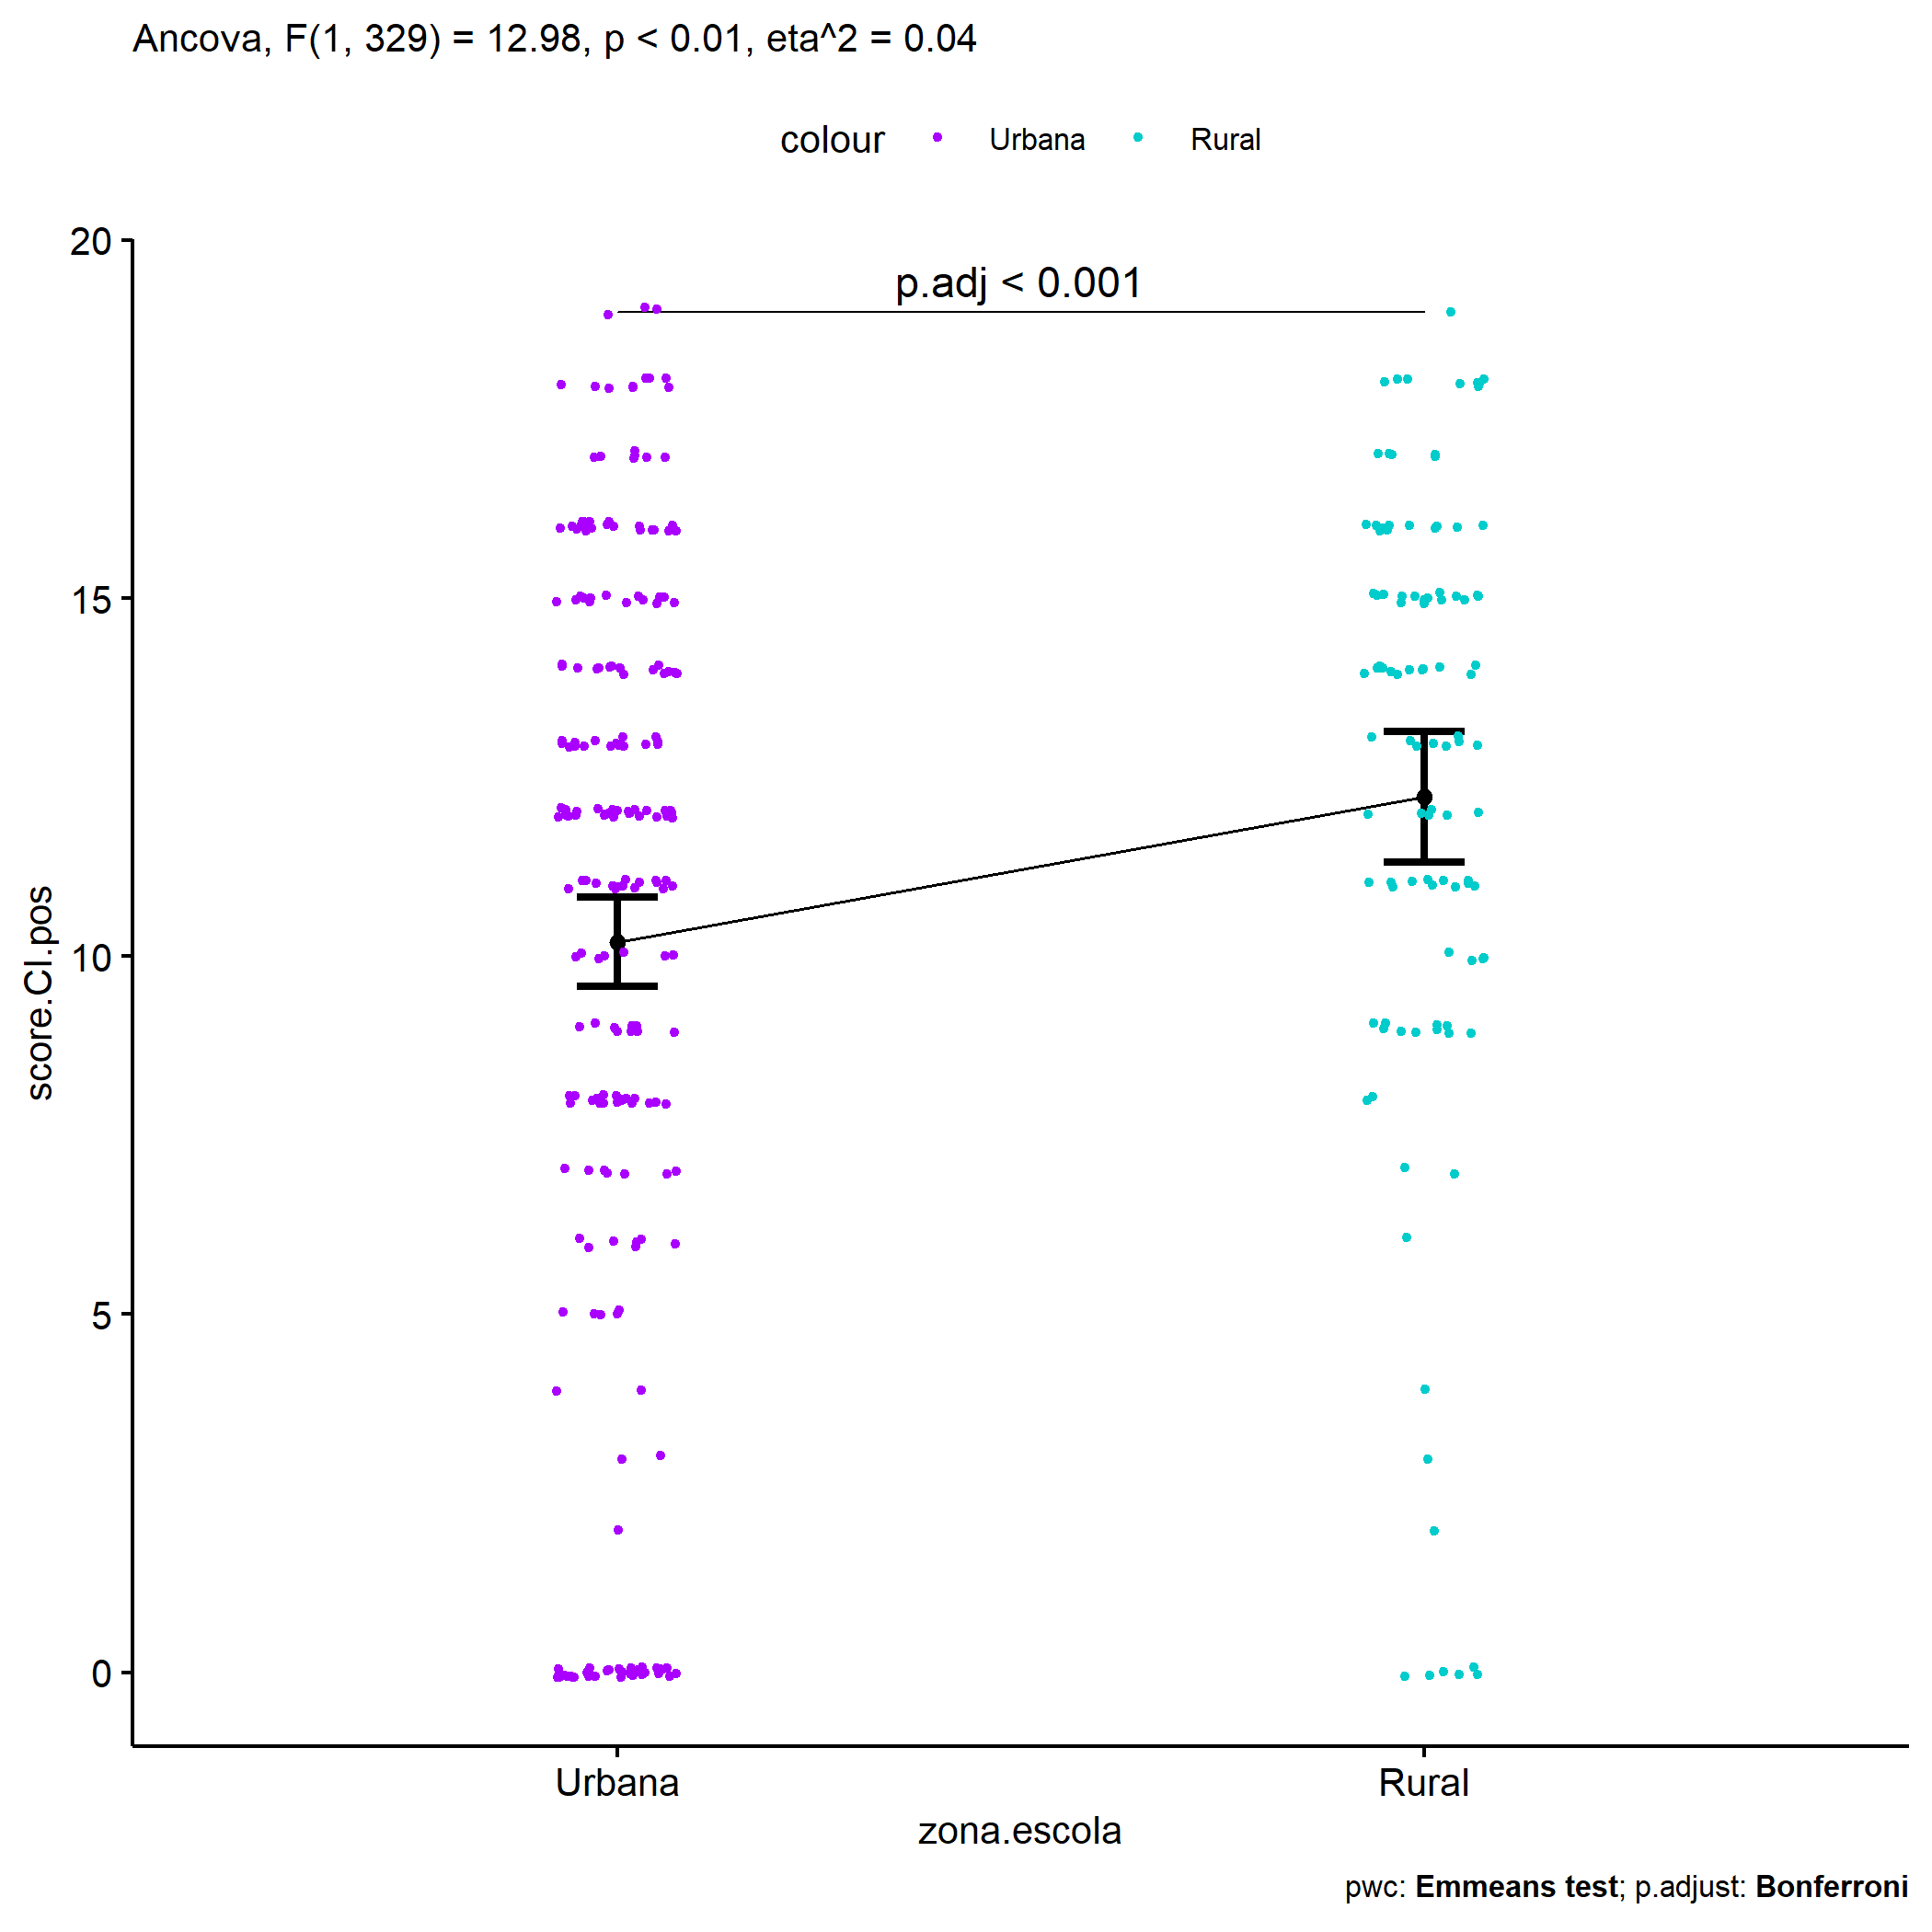 Ancova, F(1, 329) = 12.98, p < 0.01, eta^2 = 0.04
colour Urbana Rural
20
p.adj < 0.001
15
10
5
0
score.CI.pos
Urbana Rural
zona.escola
pwc: Emmeans test; p.adjust: Bonferroni